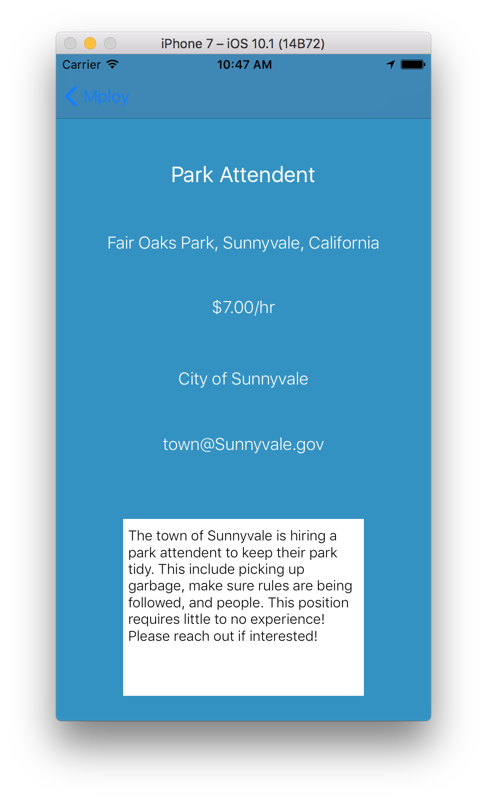 iPhone 7 – iOS 10.1 (14B72)
Carrier 10:47 AM
Mploy
Park Attendent
Fair Oaks Park, Sunnyvale, California
$7.00/hr
City of Sunnyvale
town@Sunnyvale.gov
The town of Sunnyvale is hiring a
park attendent to keep their park
tidy. This include picking up
garbage, make sure rules are being
followed, and people. This position
requires little to no experience!
Please reach out if interested!